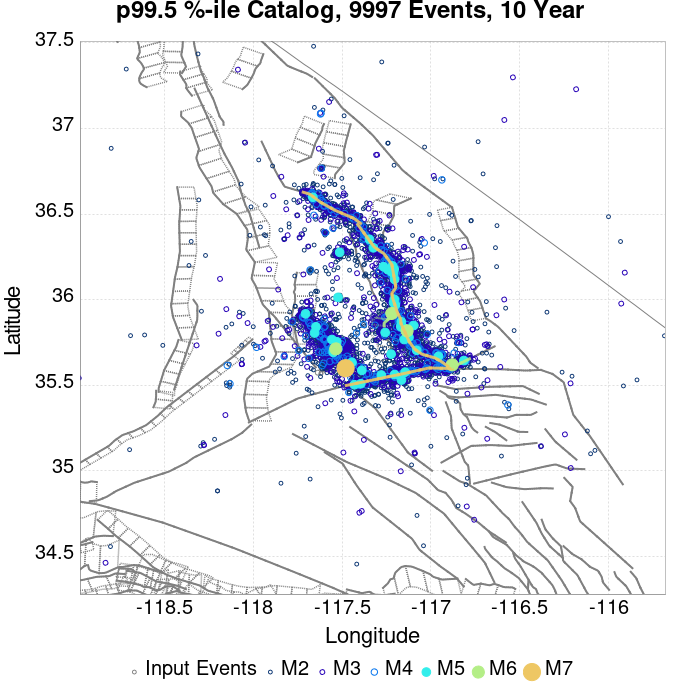 p99.5 %-ile Catalog, 9997 Events, 10 Year
37.5
37
36.5
36
35.5
35
34.5
Latitude
-118.5 -118 -117.5 -117 -116.5 -116
Longitude
Input Events M2 M3 M4 M5 M6 M7